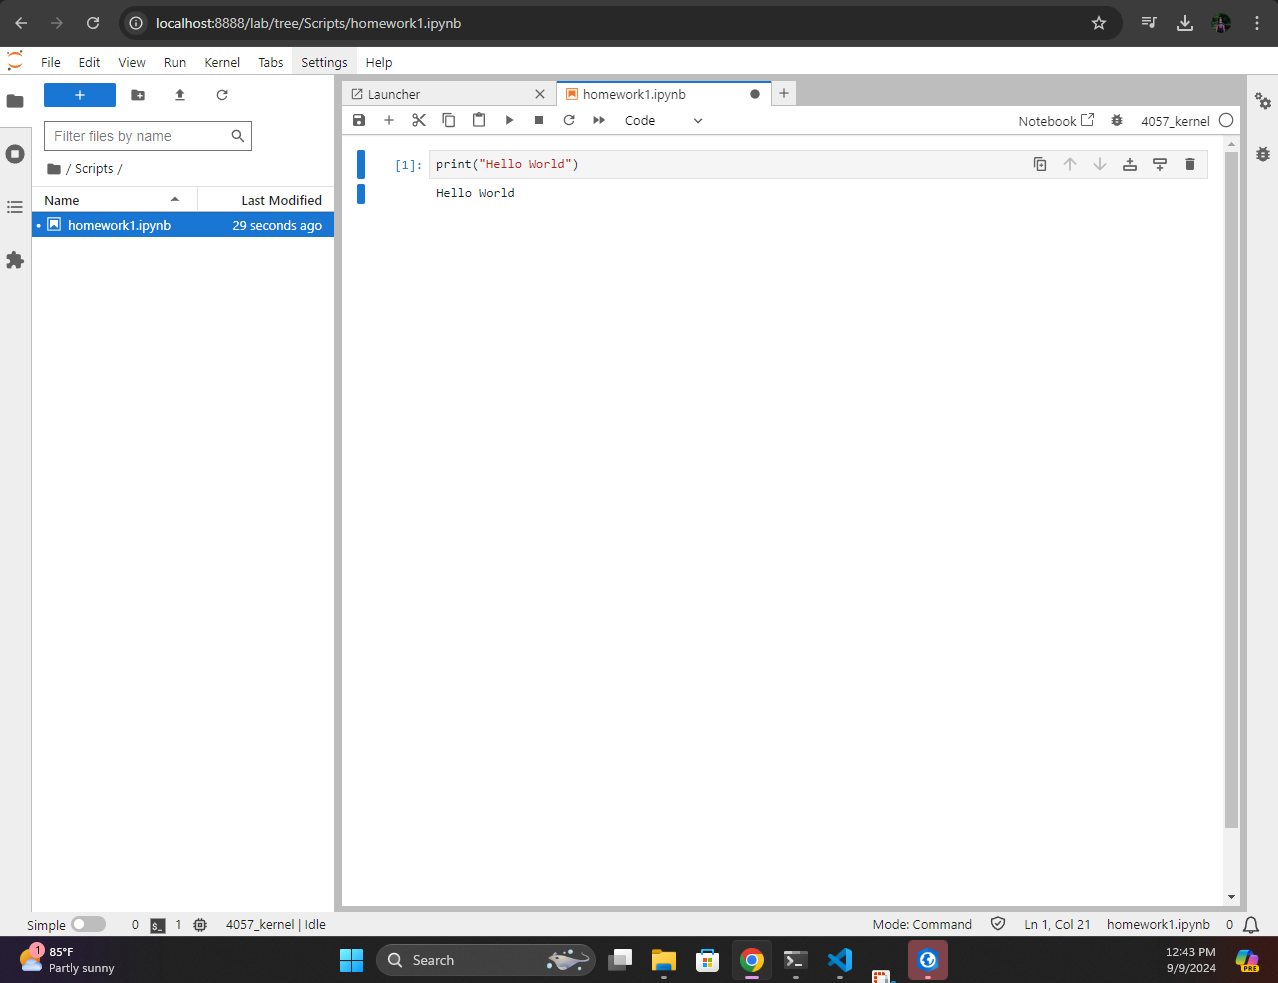 localhost:8888/lab/tree/Scripts/homework1.ipynb
File Edit View Run Kernel Tabs Settings Help
+
Filter files by name
/ Scripts /
Name Last Modified
homework1.ipynb 29 seconds ago
Launcher
homework1.ipynb
Code
Notebook
4057_kernel
[1]: print("Hello World")
Hello World
Simple 0 $_ 1 4057_kernel | Idle
Mode: Command Ln 1, Col 21 homework1.ipynb 0
1
85°F
Partly sunny
Search
PRE
12:43 PM
9/9/2024